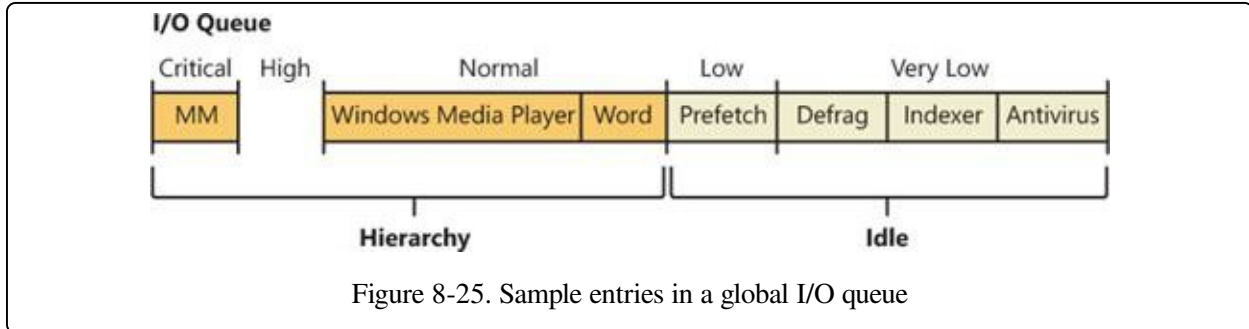 I/O Queue
Critical High Normal Low Very Low
MM Windows Media Player Word Prefetch Defrag Indexer Antivirus
Hierarchy Idle
Figure 8-25. Sample entries in a global I/O queue